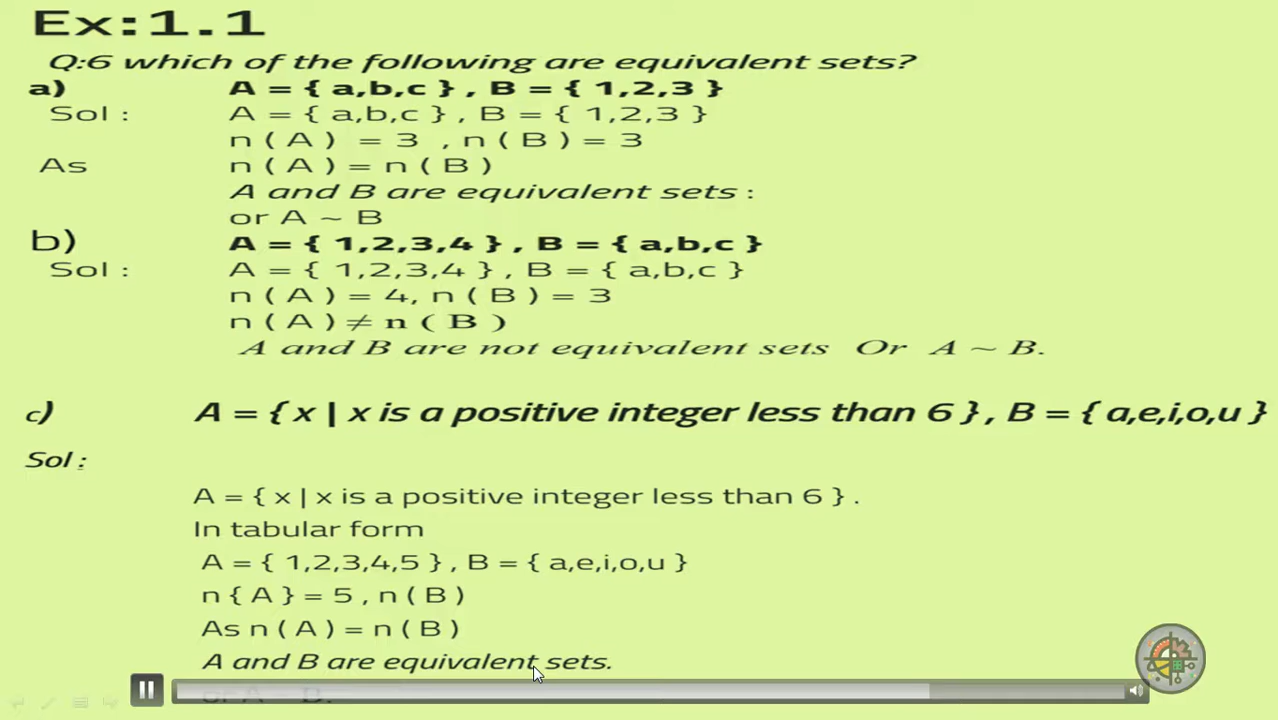 Ex:1.1
Q:6 which of the following are equivalent sets?
a) A = { a,b,c } , B = { 1,2,3 }
Sol : A = { a,b,c } , B = { 1,2,3 }
n ( A ) = 3 , n ( B ) = 3
As n ( A ) = n ( B )
A and B are equivalent sets :
or A ~ B
b) A = { 1,2,3,4 } , B = { a,b,c }
Sol : A = { 1,2,3,4 } , B = { a,b,c }
n ( A ) = 4, n ( B ) = 3
n ( A ) ≠ n ( B )
A and B are not equivalent sets Or A ~ B.
c) A = { x | x is a positive integer less than 6 } , B = { a,e,i,o,u }
Sol :
A = { x | x is a positive integer less than 6 } .
In tabular form
A = { 1,2,3,4,5 } , B = { a,e,i,o,u }
n { A } = 5 , n ( B )
As n ( A ) = n ( B )
A and B are equivalent sets.
or A ~ B.